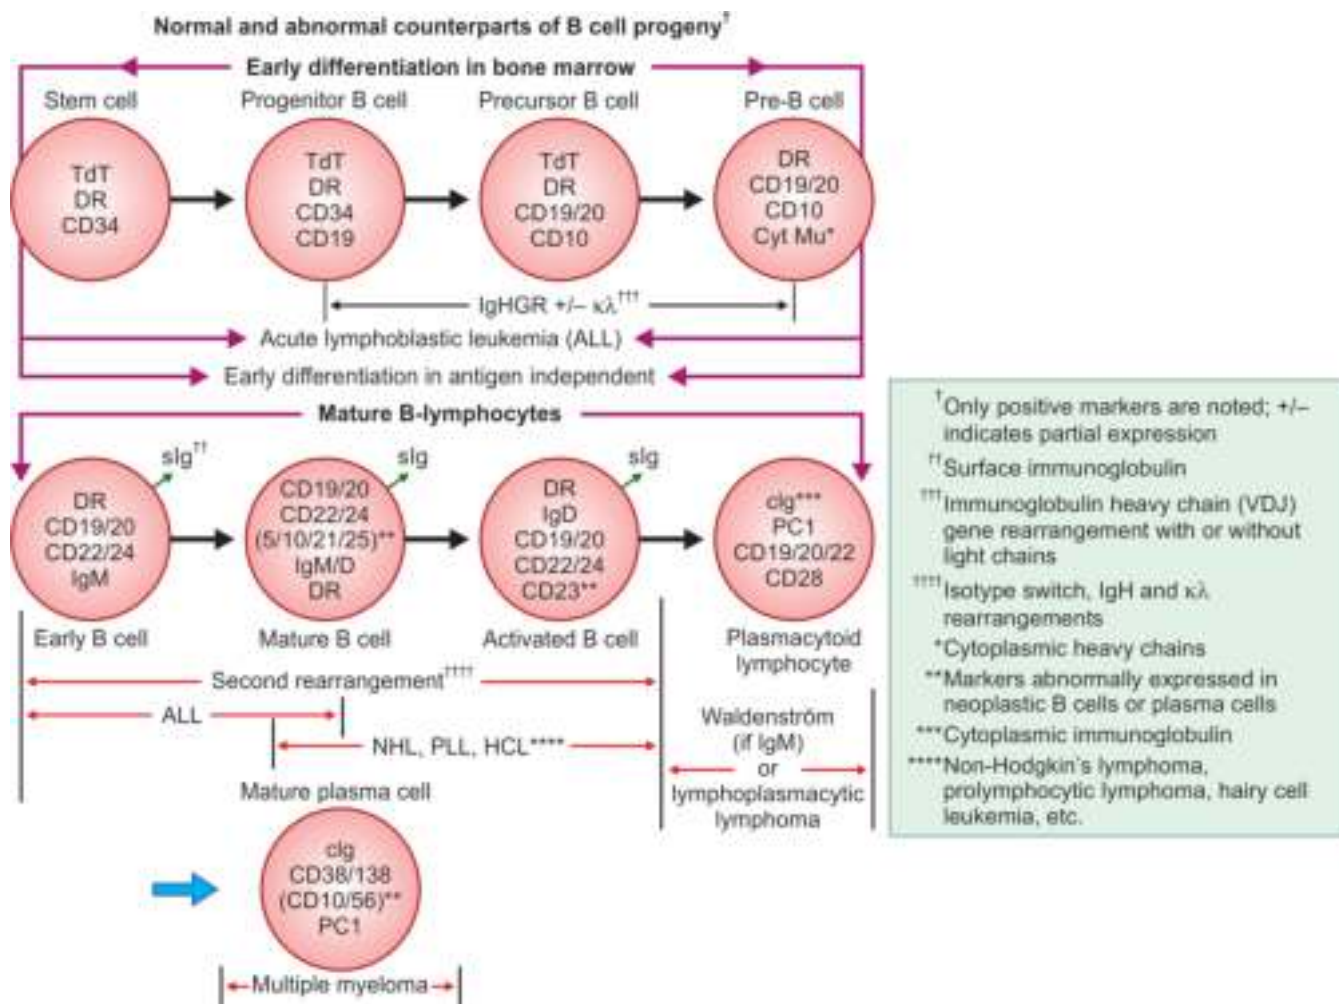 Normal and abnormal counterparts of B cell progeny†
Early differentiation in bone marrow
Stem cell
Progenitor B cell
Precursor B cell
Pre-B cell
TdT
DR
CD34
TdT
DR
CD34
CD19
TdT
DR
CD19/20
CD10
DR
CD19/20
CD10
Cyt Mu*
IgHGR +/– κλ†††
Acute lymphoblastic leukemia (ALL)
Early differentiation in antigen independent
Mature B-lymphocytes
sIg††
sIg
sIg
DR
CD19/20
CD22/24
IgM
CD19/20
CD22/24
(5/10/21/25)**
IgM/D
DR
DR
IgD
CD19/20
CD22/24
CD23**
cIg***
PC1
CD19/20/22
CD28
Early B cell
Mature B cell
Activated B cell
Plasmacytoid
lymphocyte
Second rearrangement††††
ALL
NHL, PLL, HCL****
Waldenström
(if IgM)
or
lymphoplasmacytic
lymphoma
Mature plasma cell
cIg
CD38/138
(CD10/56)**
PC1
Multiple myeloma
†Only positive markers are noted; +/–
indicates partial expression
††Surface immunoglobulin
†††Immunoglobulin heavy chain (VDJ)
gene rearrangement with or without
light chains
††††Isotype switch, IgH and κλ
rearrangements
*Cytoplasmic heavy chains
**Markers abnormally expressed in
neoplastic B cells or plasma cells
***Cytoplasmic immunoglobulin
****Non-Hodgkin's lymphoma,
prolymphocytic lymphoma, hairy cell
leukemia, etc.